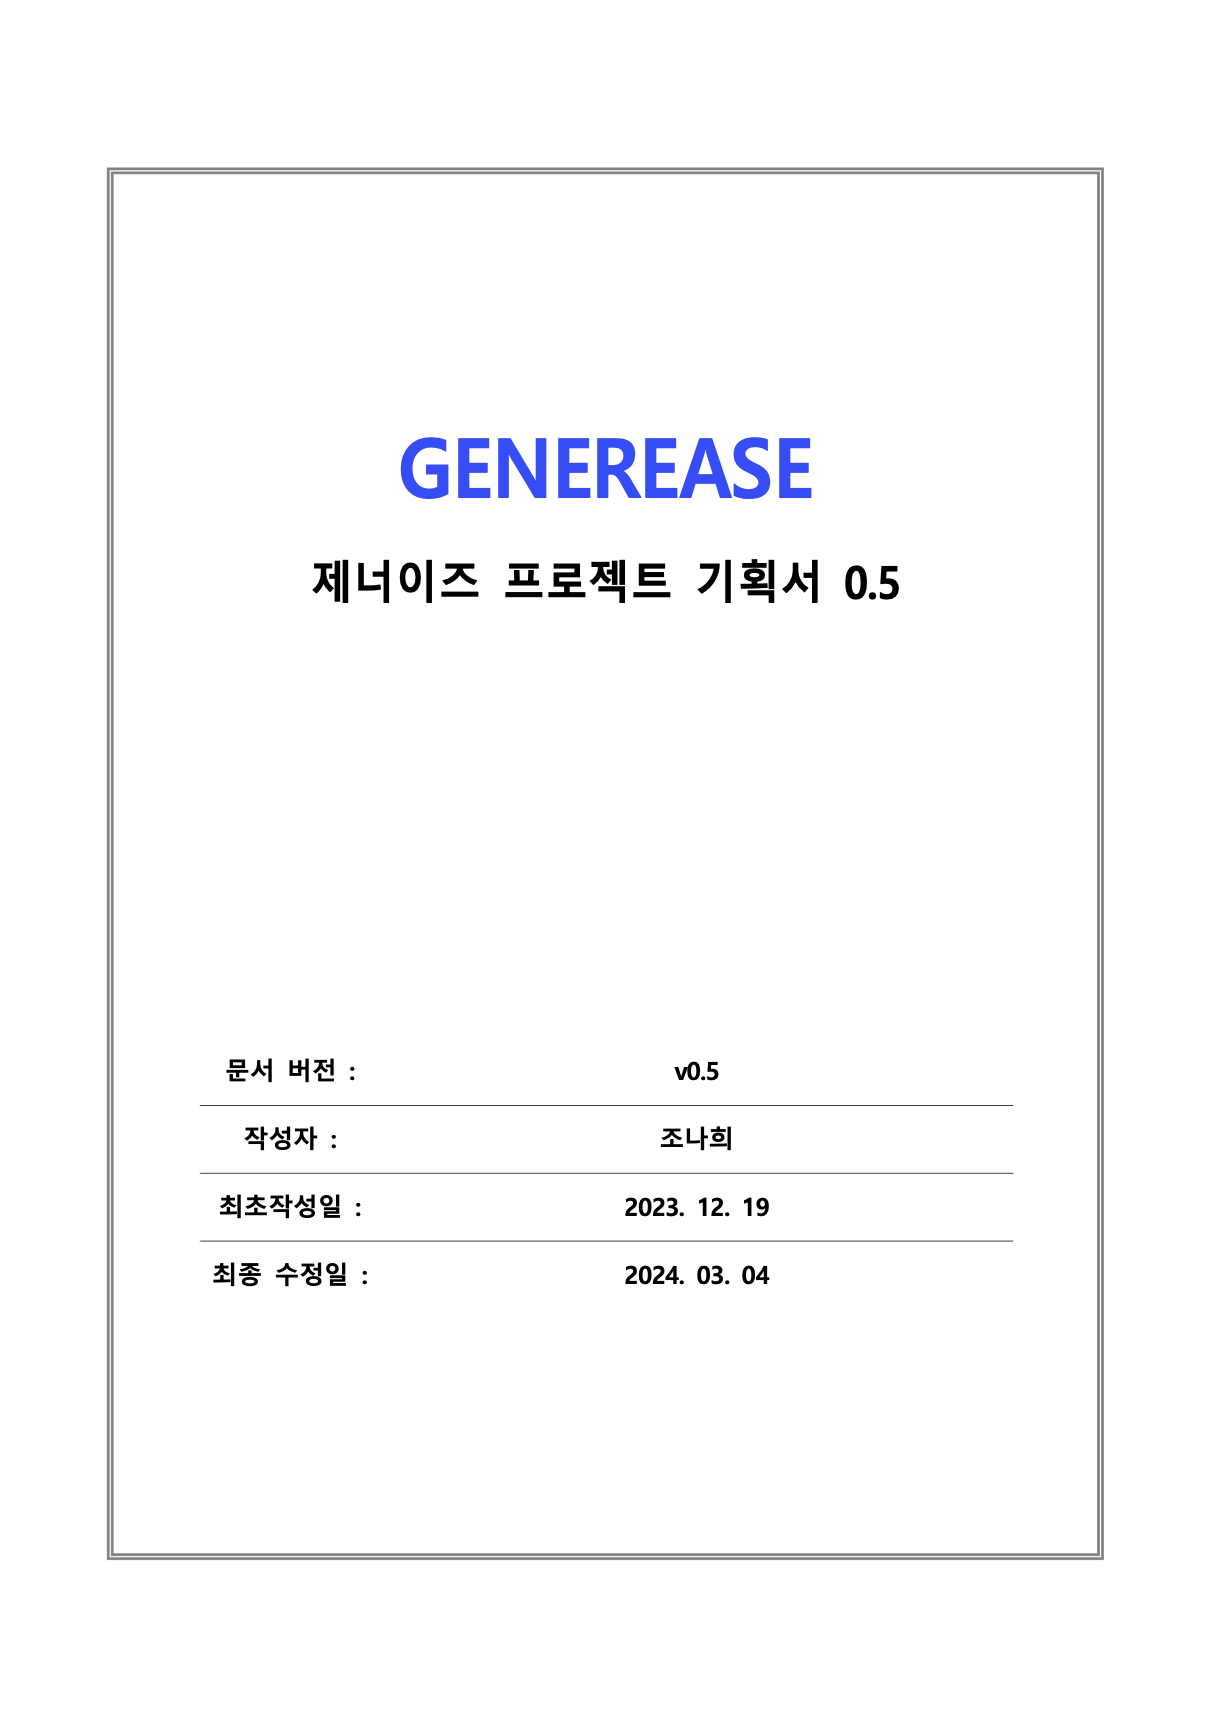 GENEREASE
제너이즈 프로젝트 기획서 0.5
문서 버전 : v0.5
작성자 : 조나희
최초작성일 : 2023. 12. 19
최종 수정일 : 2024. 03. 04